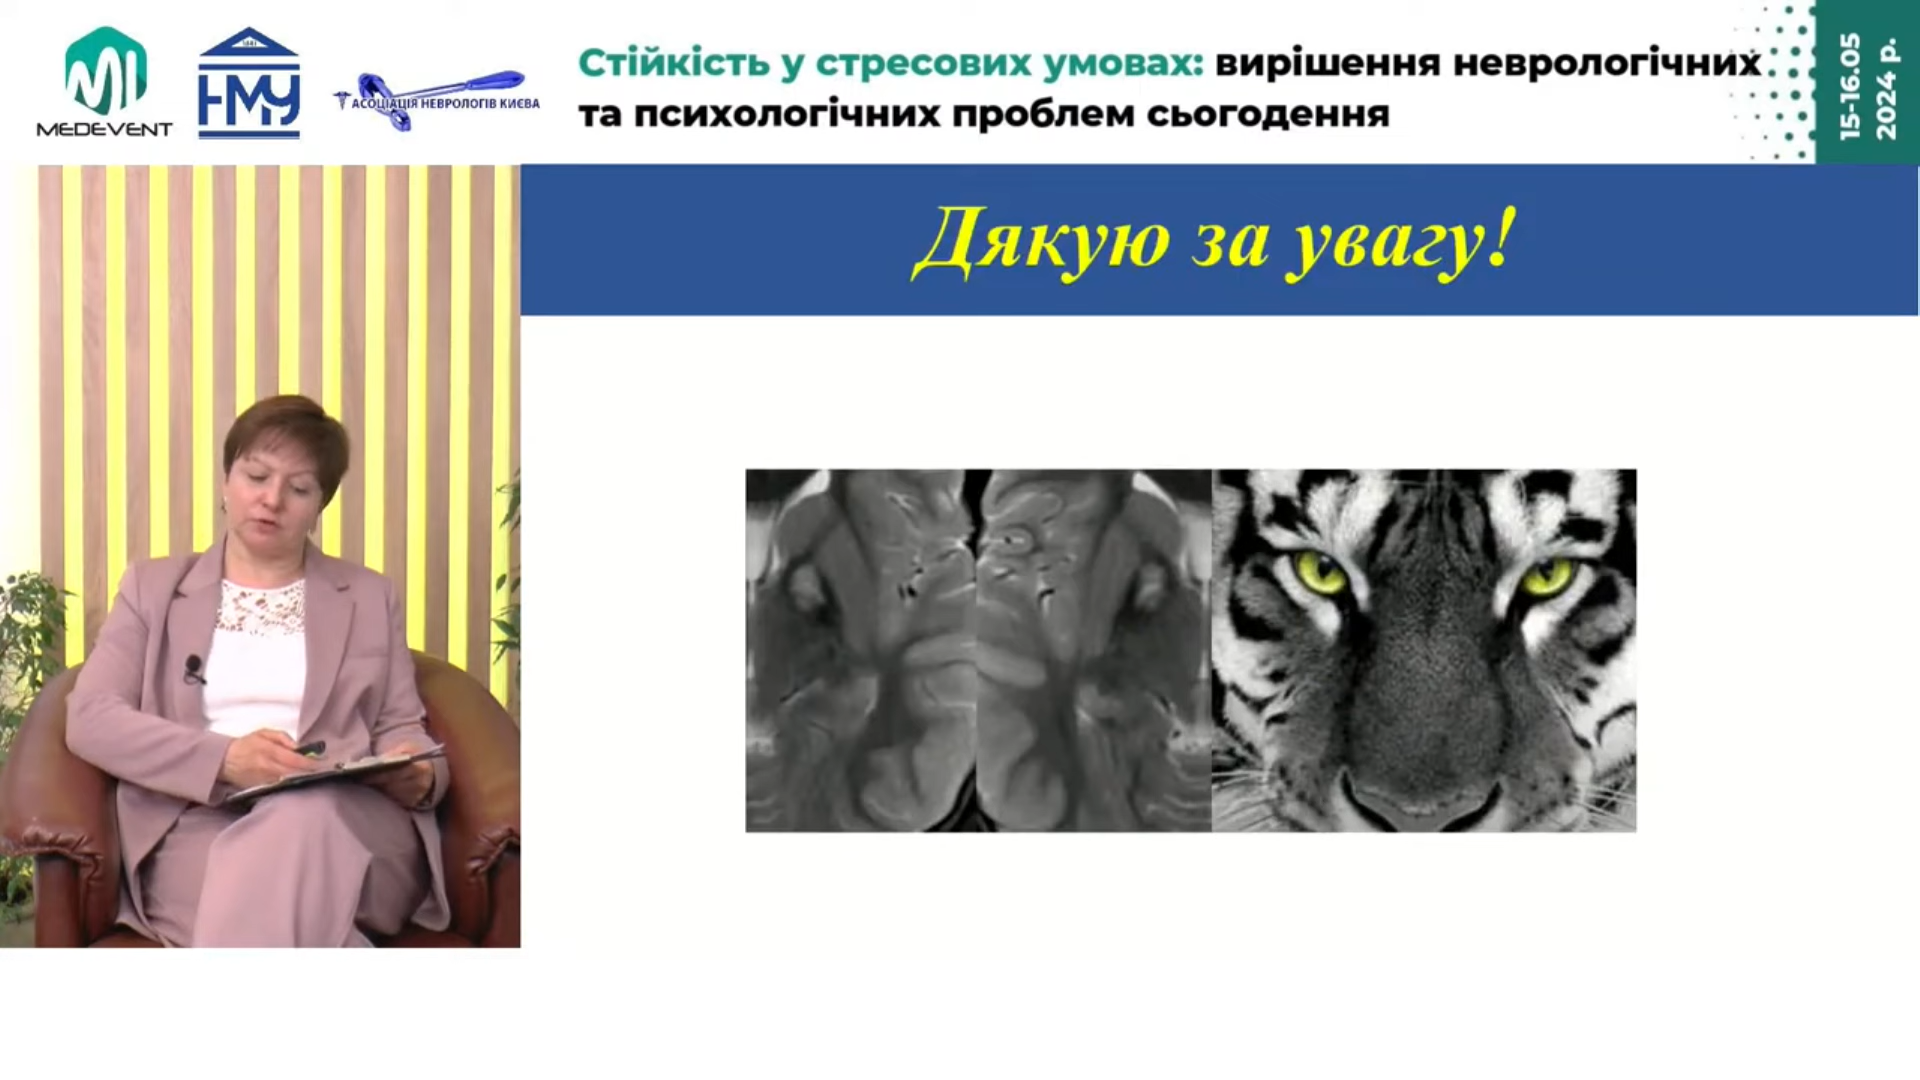 MEDEVENT
1841
НМУ
АСОЦІАЦІЯ НЕВРОЛОГІВ КИЄВА
Стійкість у стресових умовах: вирішення неврологічних
та психологічних проблем сьогодення
15-16.05
2024 р.
Дякую за увагу!